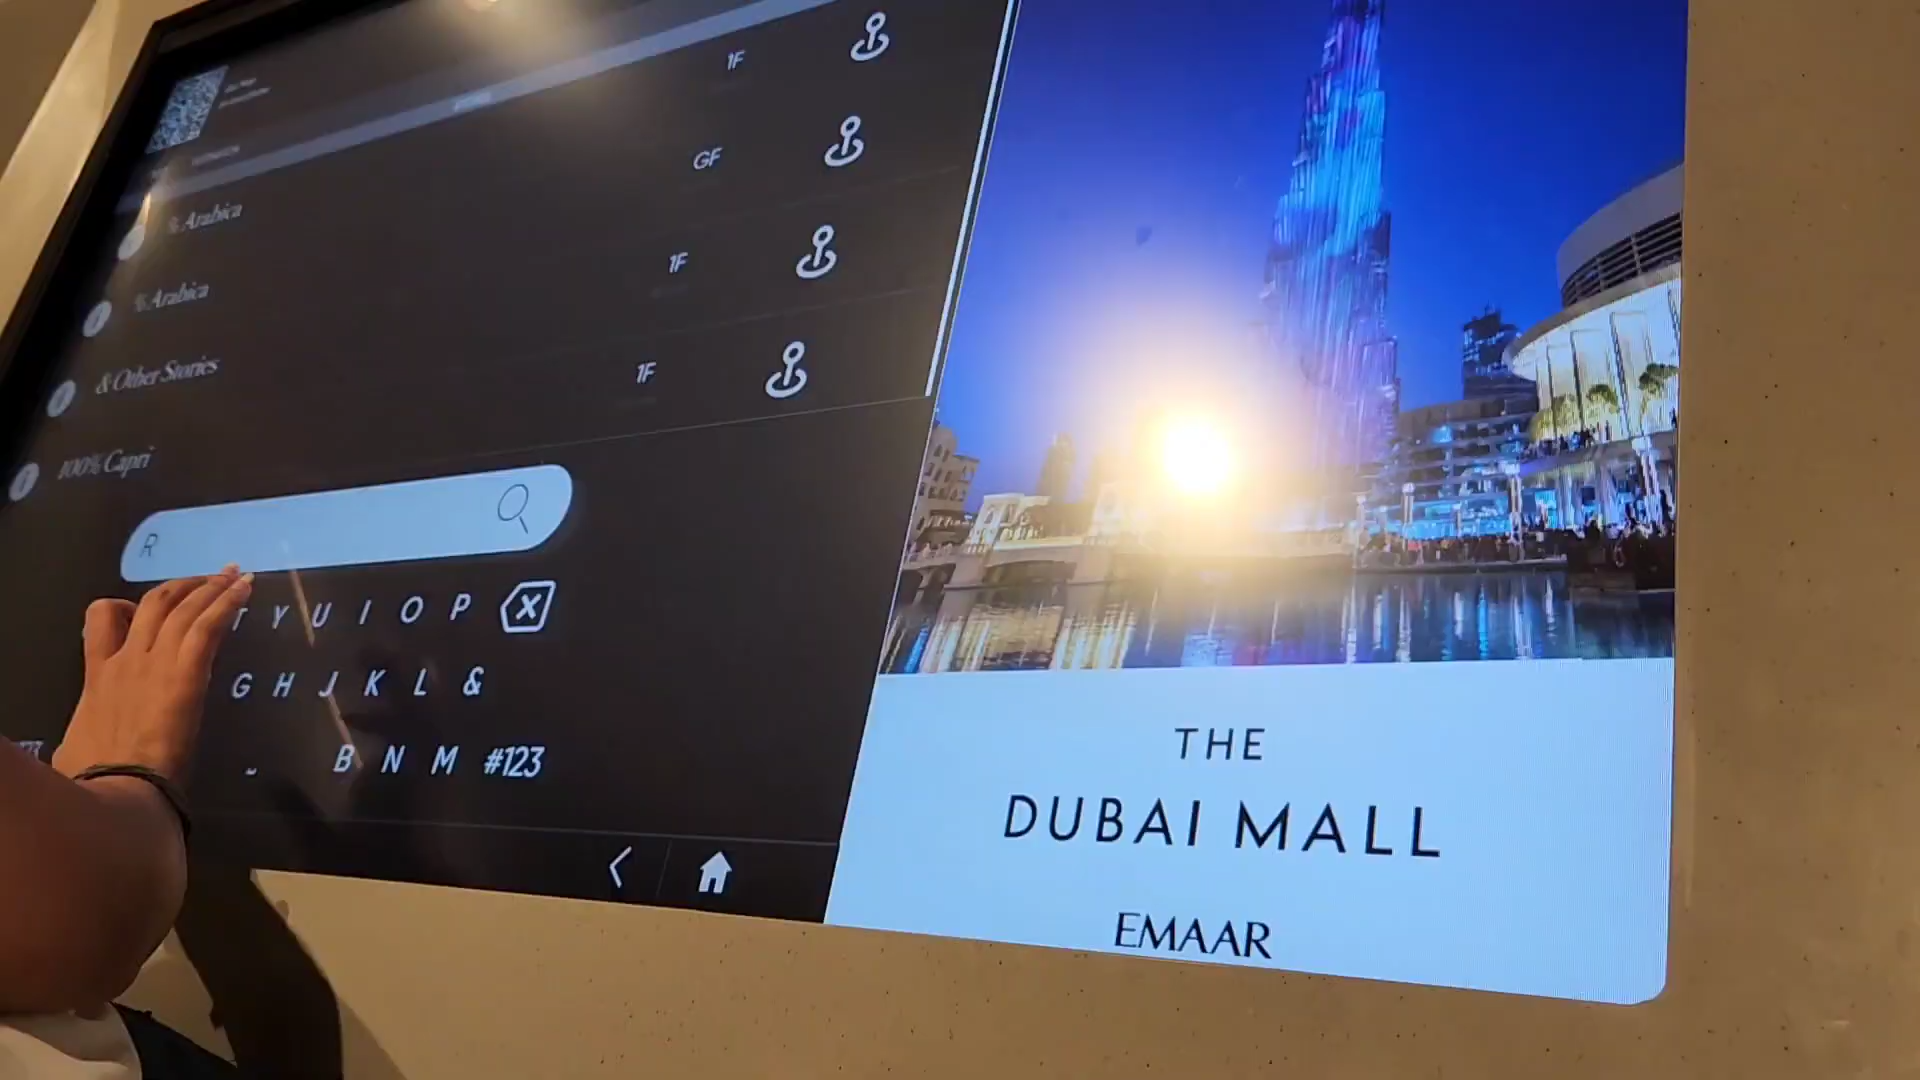 1F
% Arabica
GF
% Arabica
1F
& Other Stories
1F
100% Capri
R
T Y U I O P
G H J K L &
B N M #123
THE
DUBAI MALL
EMAAR